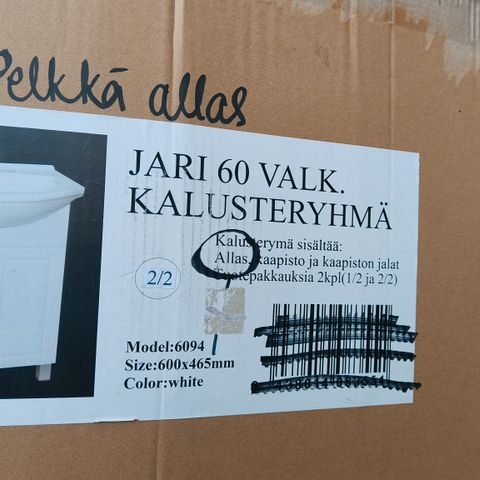 Pelkkä allas
JARI 60 VALK.
KALUSTERYHMÄ
Kalusterymä sisältää:
Allas, kaapisto ja kaapiston jalat
Tuotepakkauksia 2kpl(1/2 ja 2/2)
2/2
Model:6094
Size:600x465mm
Color:white